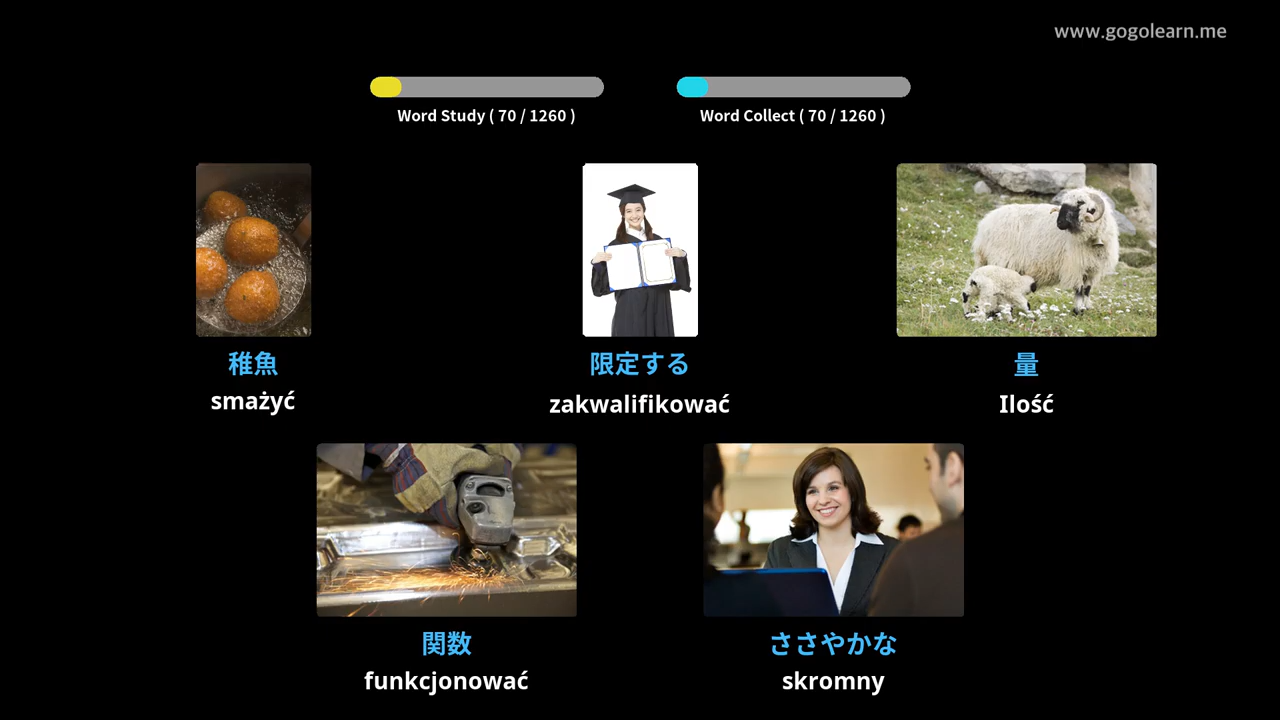 www.gogolearn.me
Word Study ( 70 / 1260 )
Word Collect ( 70 / 1260 )
稚魚
smażyć
限定する
zakwalifikować
量
Ilość
関数
funkcjonować
ささやかな
skromny